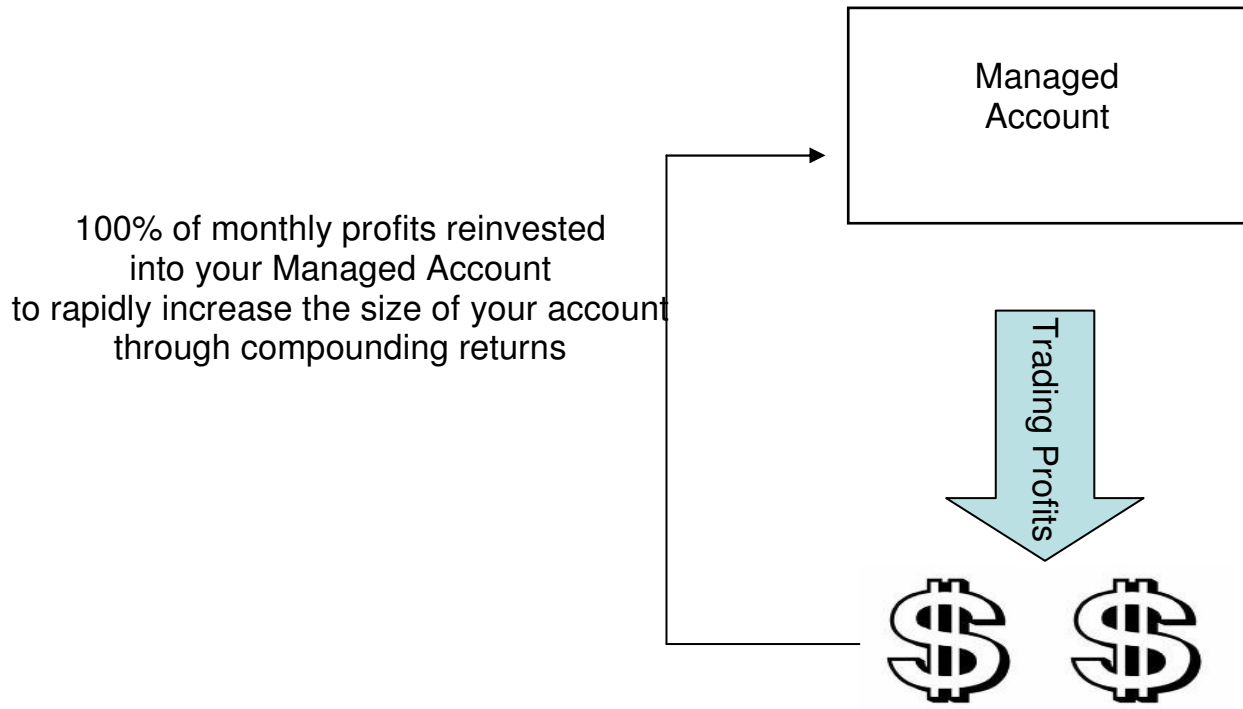 Managed
Account
100% of monthly profits reinvested
into your Managed Account
to rapidly increase the size of your account
through compounding returns
Trading Profits
$ $